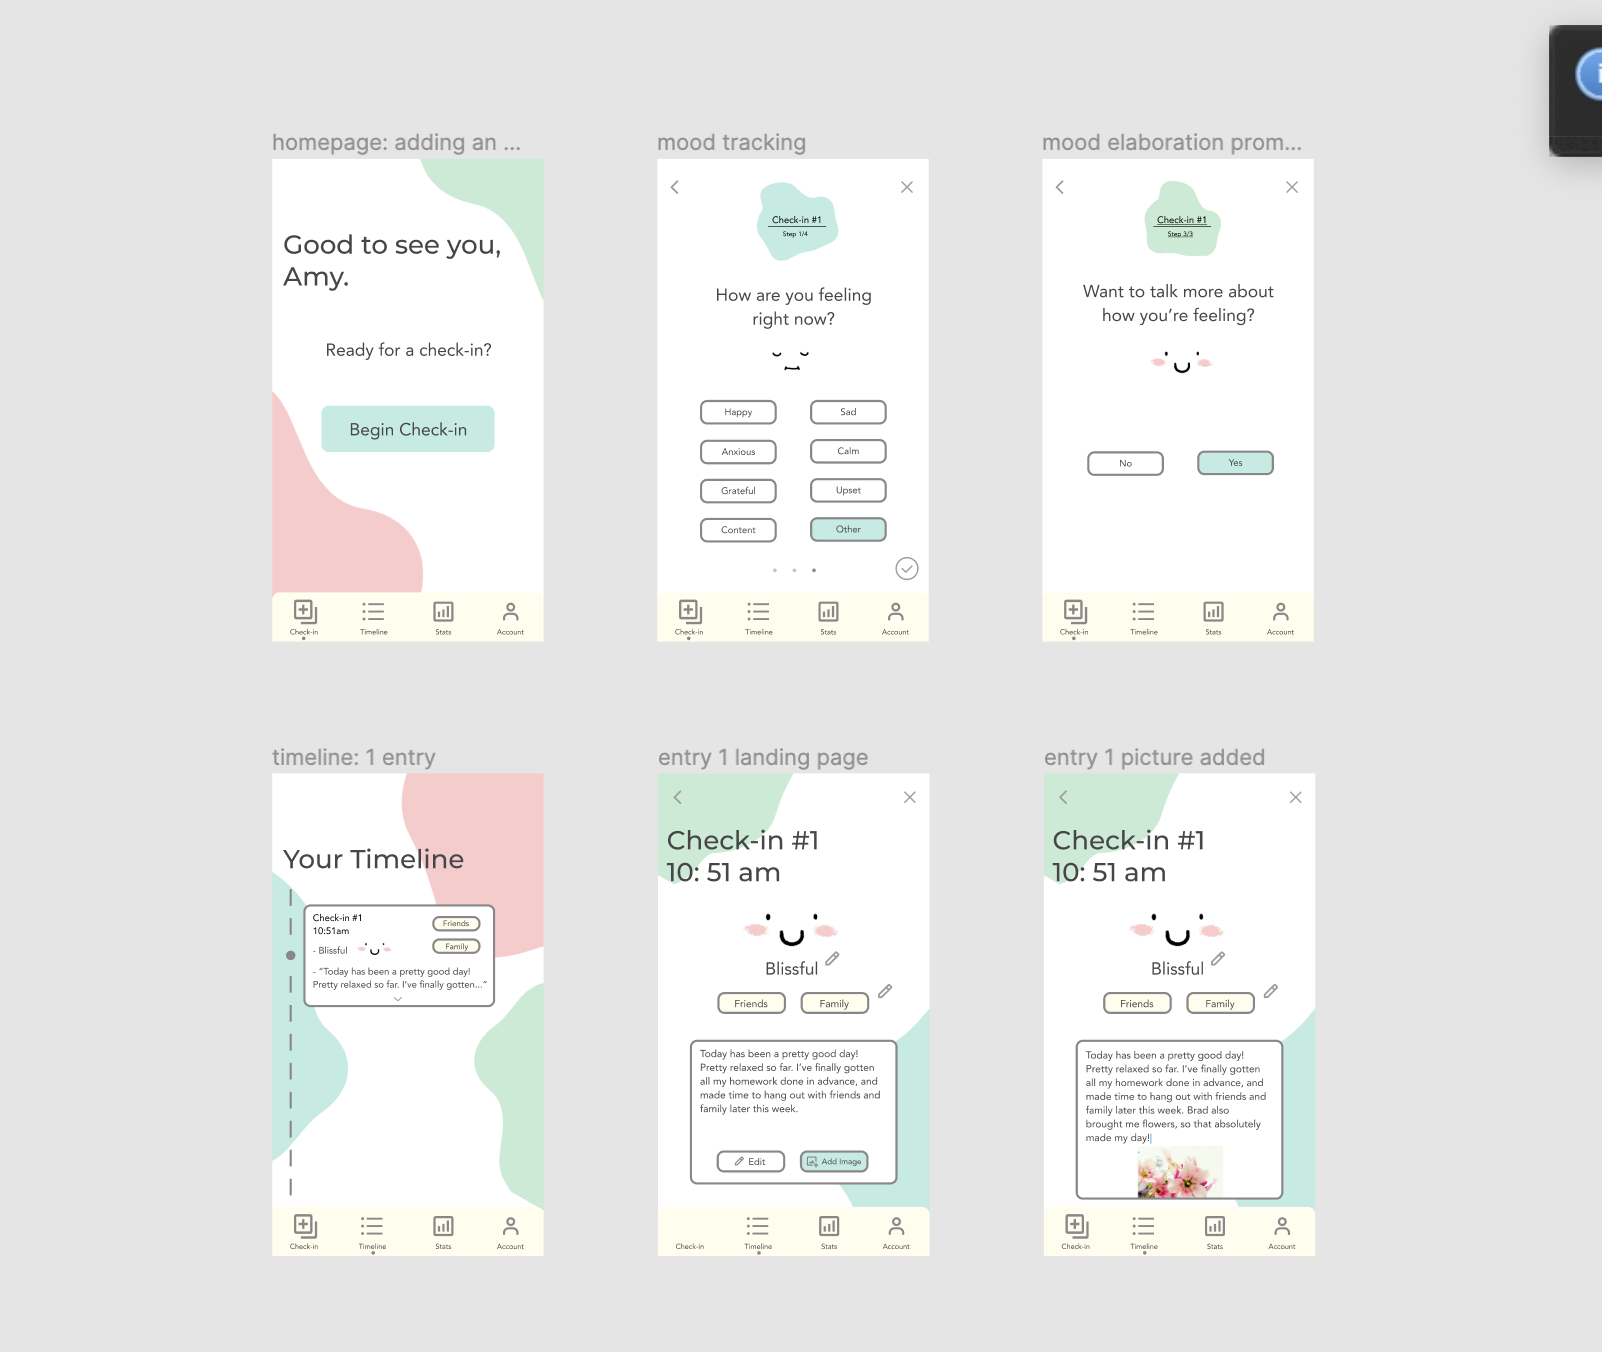 homepage: adding an ...
Good to see you,
Amy.
Ready for a check-in?
Begin Check-in
Check-in
Timeline
Stats
Account
mood tracking
Check-in #1
Step 1/4
How are you feeling
right now?
Happy
Sad
Anxious
Calm
Grateful
Upset
Content
Other
Check-in
Timeline
Stats
Account
mood elaboration prom...
Check-in #1
Step 3/3
Want to talk more about
how you’re feeling?
No
Yes
Check-in
Timeline
Stats
Account
timeline: 1 entry
Your Timeline
Check-in #1
10:51am
Friends
Family
- Blissful
- “Today has been a pretty good day!
Pretty relaxed so far. I’ve finally gotten...”
Check-in
Timeline
Stats
Account
entry 1 landing page
Check-in #1
10: 51 am
Blissful
Friends
Family
Today has been a pretty good day!
Pretty relaxed so far. I’ve finally gotten
all my homework done in advance, and
made time to hang out with friends and
family later this week.
Edit
Add Image
Check-in
Timeline
Stats
Account
entry 1 picture added
Check-in #1
10: 51 am
Blissful
Friends
Family
Today has been a pretty good day!
Pretty relaxed so far. I’ve finally gotten
all my homework done in advance, and
made time to hang out with friends and
family later this week. Brad also
brought me flowers, so that absolutely
made my day!
Check-in
Timeline
Stats
Account